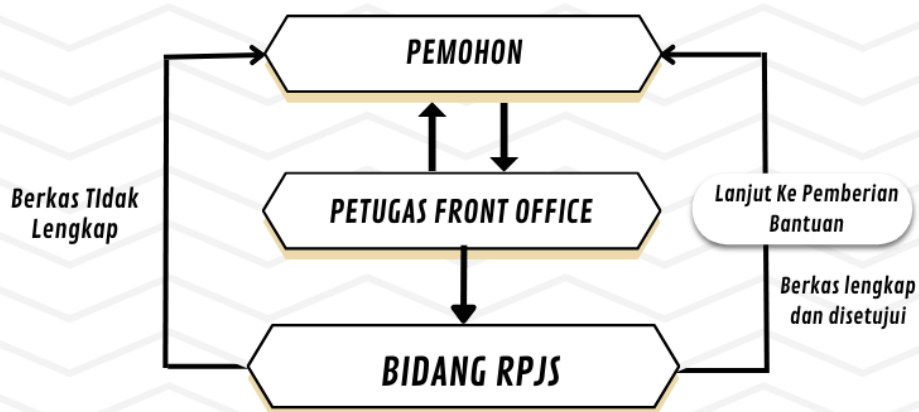 PEMOHON
PETUGAS FRONT OFFICE
BIDANG RPJS
Berkas TIdak
Lengkap
Lanjut Ke Pemberian
Bantuan
Berkas lengkap
dan disetujui